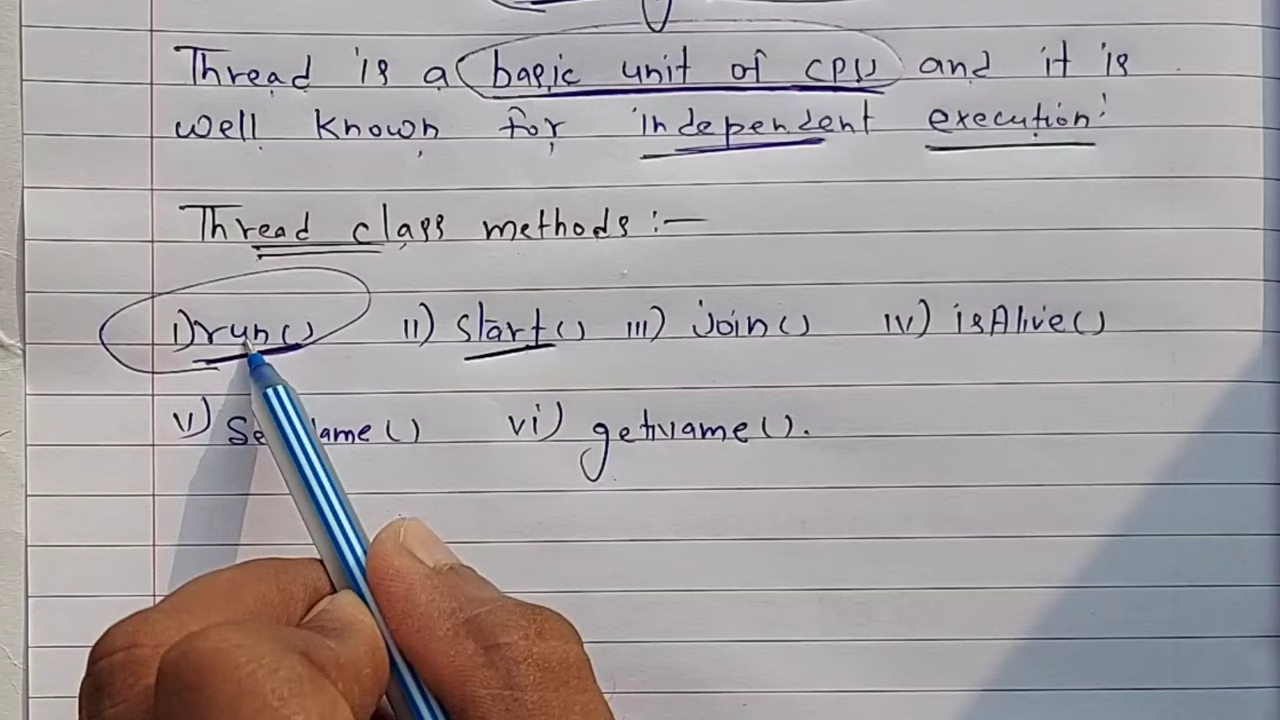 Thread is a basic unit of CPU and it is
well known for independent execution.
Thread class methods :-
i) run() ii) start() iii) Join() iv) isAlive()
v) getName() vi) getName().